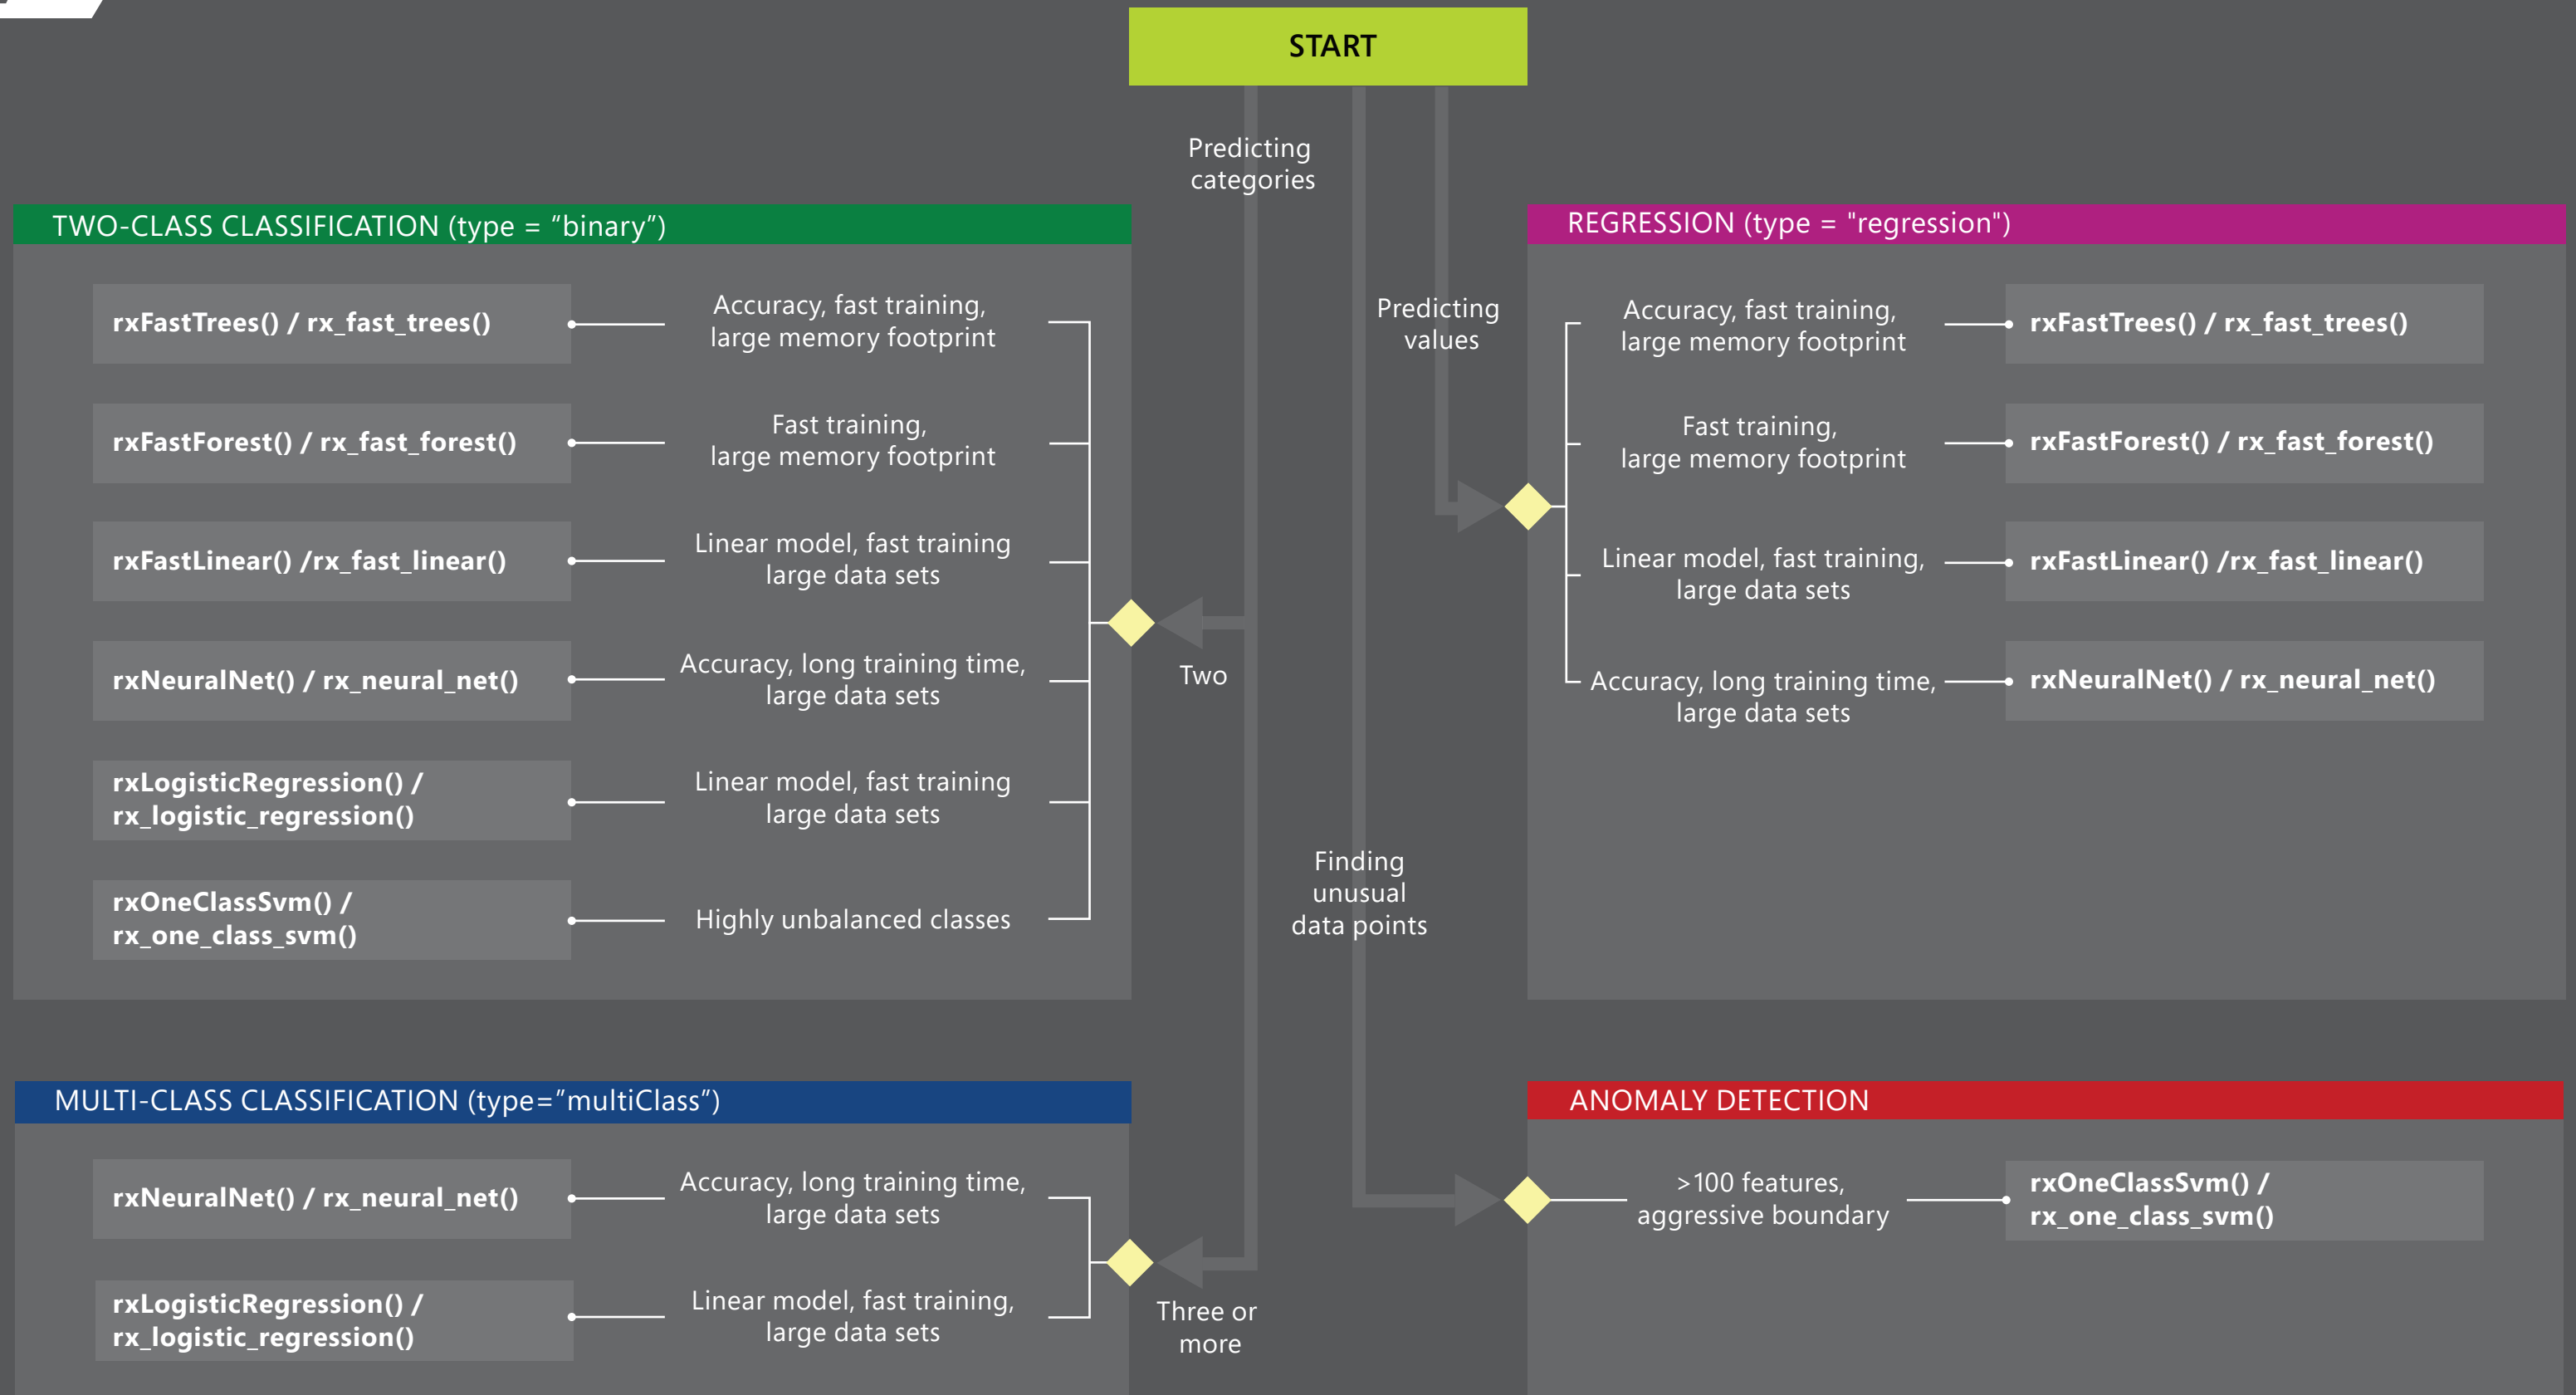 START
Predicting
categories
TWO-CLASS CLASSIFICATION (type = “binary”)
rxFastTrees() / rx_fast_trees()
Accuracy, fast training,
large memory footprint
rxFastForest() / rx_fast_forest()
Fast training,
large memory footprint
rxFastLinear() /rx_fast_linear()
Linear model, fast training
large data sets
rxNeuralNet() / rx_neural_net()
Accuracy, long training time,
large data sets
rxLogisticRegression() /
rx_logistic_regression()
Linear model, fast training
large data sets
rxOneClassSvm() /
rx_one_class_svm()
Highly unbalanced classes
Two
Predicting
values
REGRESSION (type = "regression")
Accuracy, fast training,
large memory footprint
rxFastTrees() / rx_fast_trees()
Fast training,
large memory footprint
rxFastForest() / rx_fast_forest()
Linear model, fast training,
large data sets
rxFastLinear() /rx_fast_linear()
Accuracy, long training time,
large data sets
rxNeuralNet() / rx_neural_net()
Finding
unusual
data points
MULTI-CLASS CLASSIFICATION (type=”multiClass”)
rxNeuralNet() / rx_neural_net()
Accuracy, long training time,
large data sets
rxLogisticRegression() /
rx_logistic_regression()
Linear model, fast training,
large data sets
Three or
more
ANOMALY DETECTION
>100 features,
aggressive boundary
rxOneClassSvm() /
rx_one_class_svm()